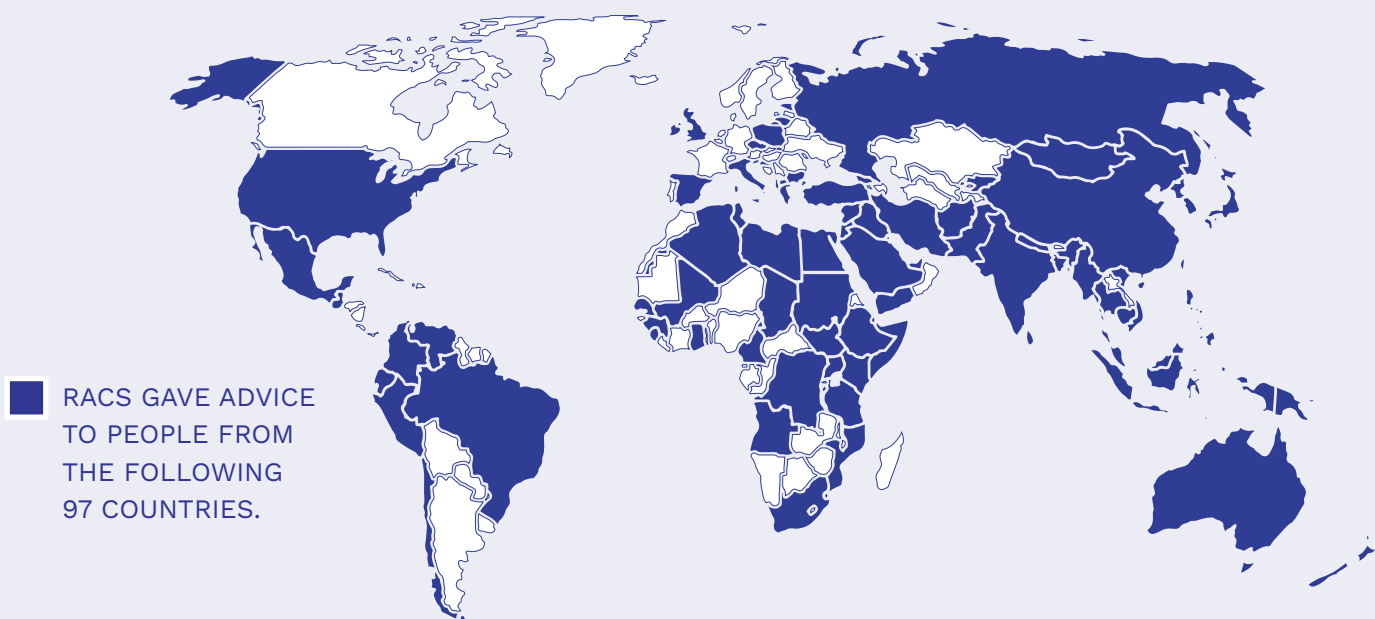 RACS GAVE ADVICE
TO PEOPLE FROM
THE FOLLOWING
97 COUNTRIES.